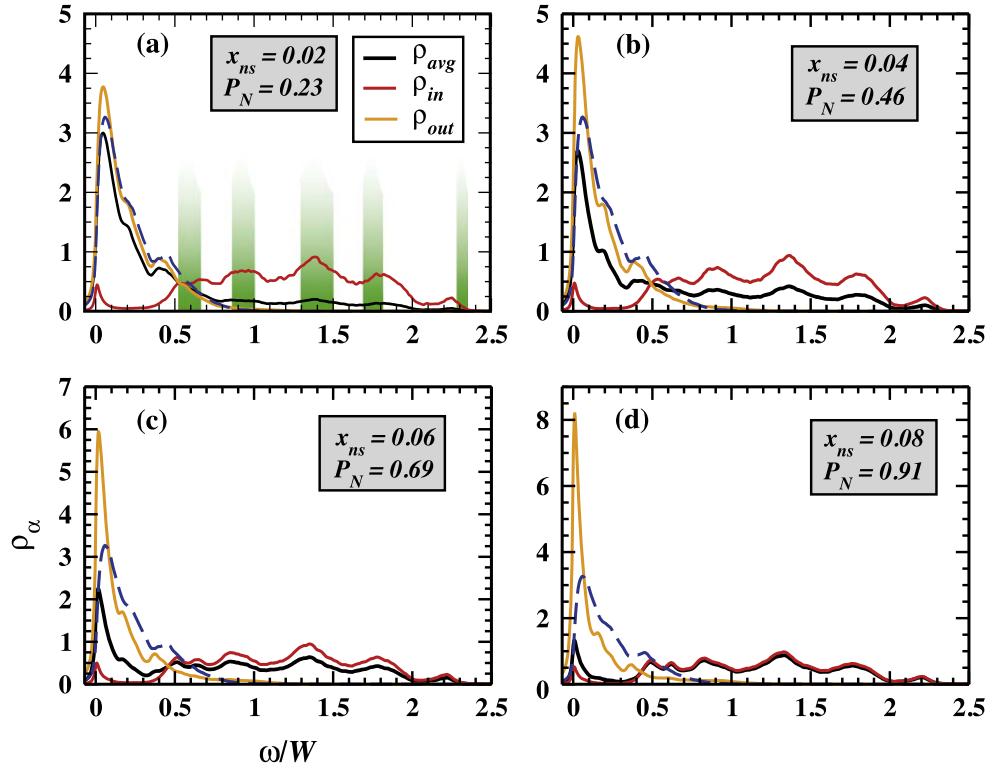 5
4
3
2
1
0
(a)
x_ns = 0.02
P_N = 0.23
ρ_avg
ρ_in
ρ_out
0 0.5 1 1.5 2 2.5
5
4
3
2
1
0
(b)
x_ns = 0.04
P_N = 0.46
0 0.5 1 1.5 2 2.5
7
6
5
4
3
2
1
0
ρ_α
(c)
x_ns = 0.06
P_N = 0.69
0 0.5 1 1.5 2 2.5
ω/W
8
6
4
2
0
(d)
x_ns = 0.08
P_N = 0.91
0 0.5 1 1.5 2 2.5